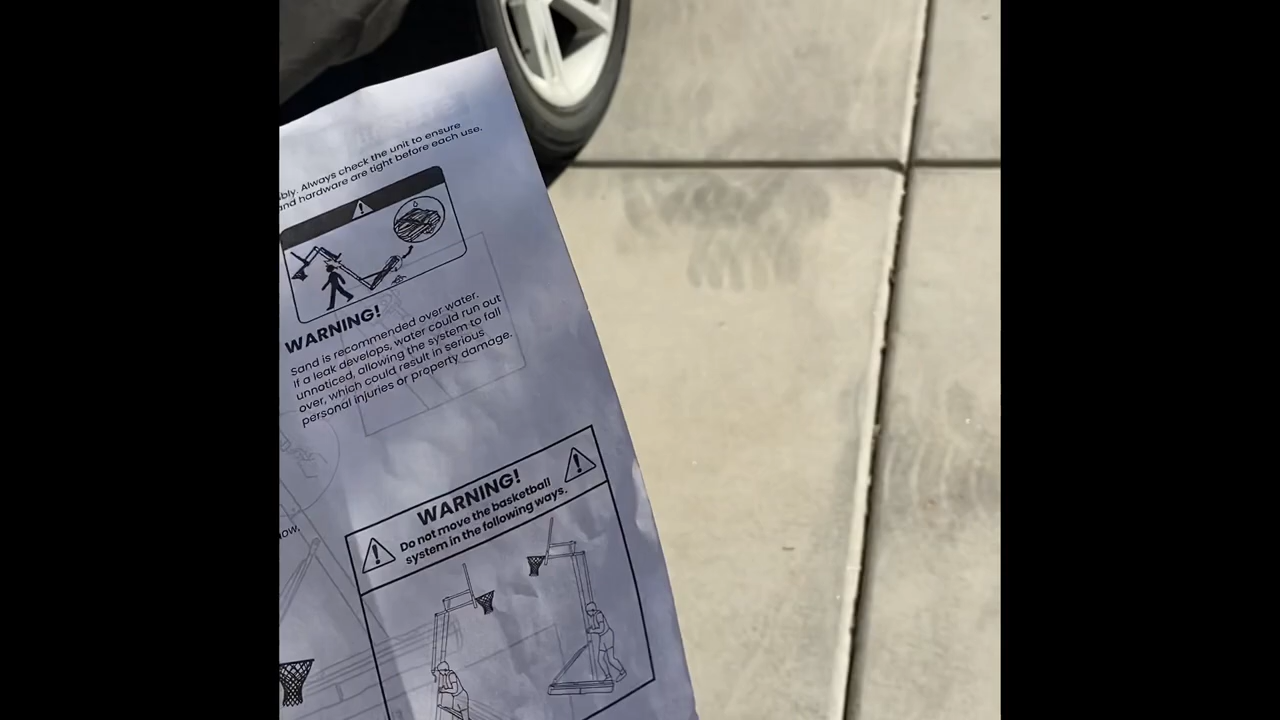 bly. Always check the unit to ensure
and hardware are tight before each use.
WARNING!
Sand is recommended over water.
If a leak develops, water could run out
unnoticed, allowing the system to fall
over, which could result in serious
personal injuries or property damage.
WARNING!
Do not move the basketball
system in the following ways.
ow,